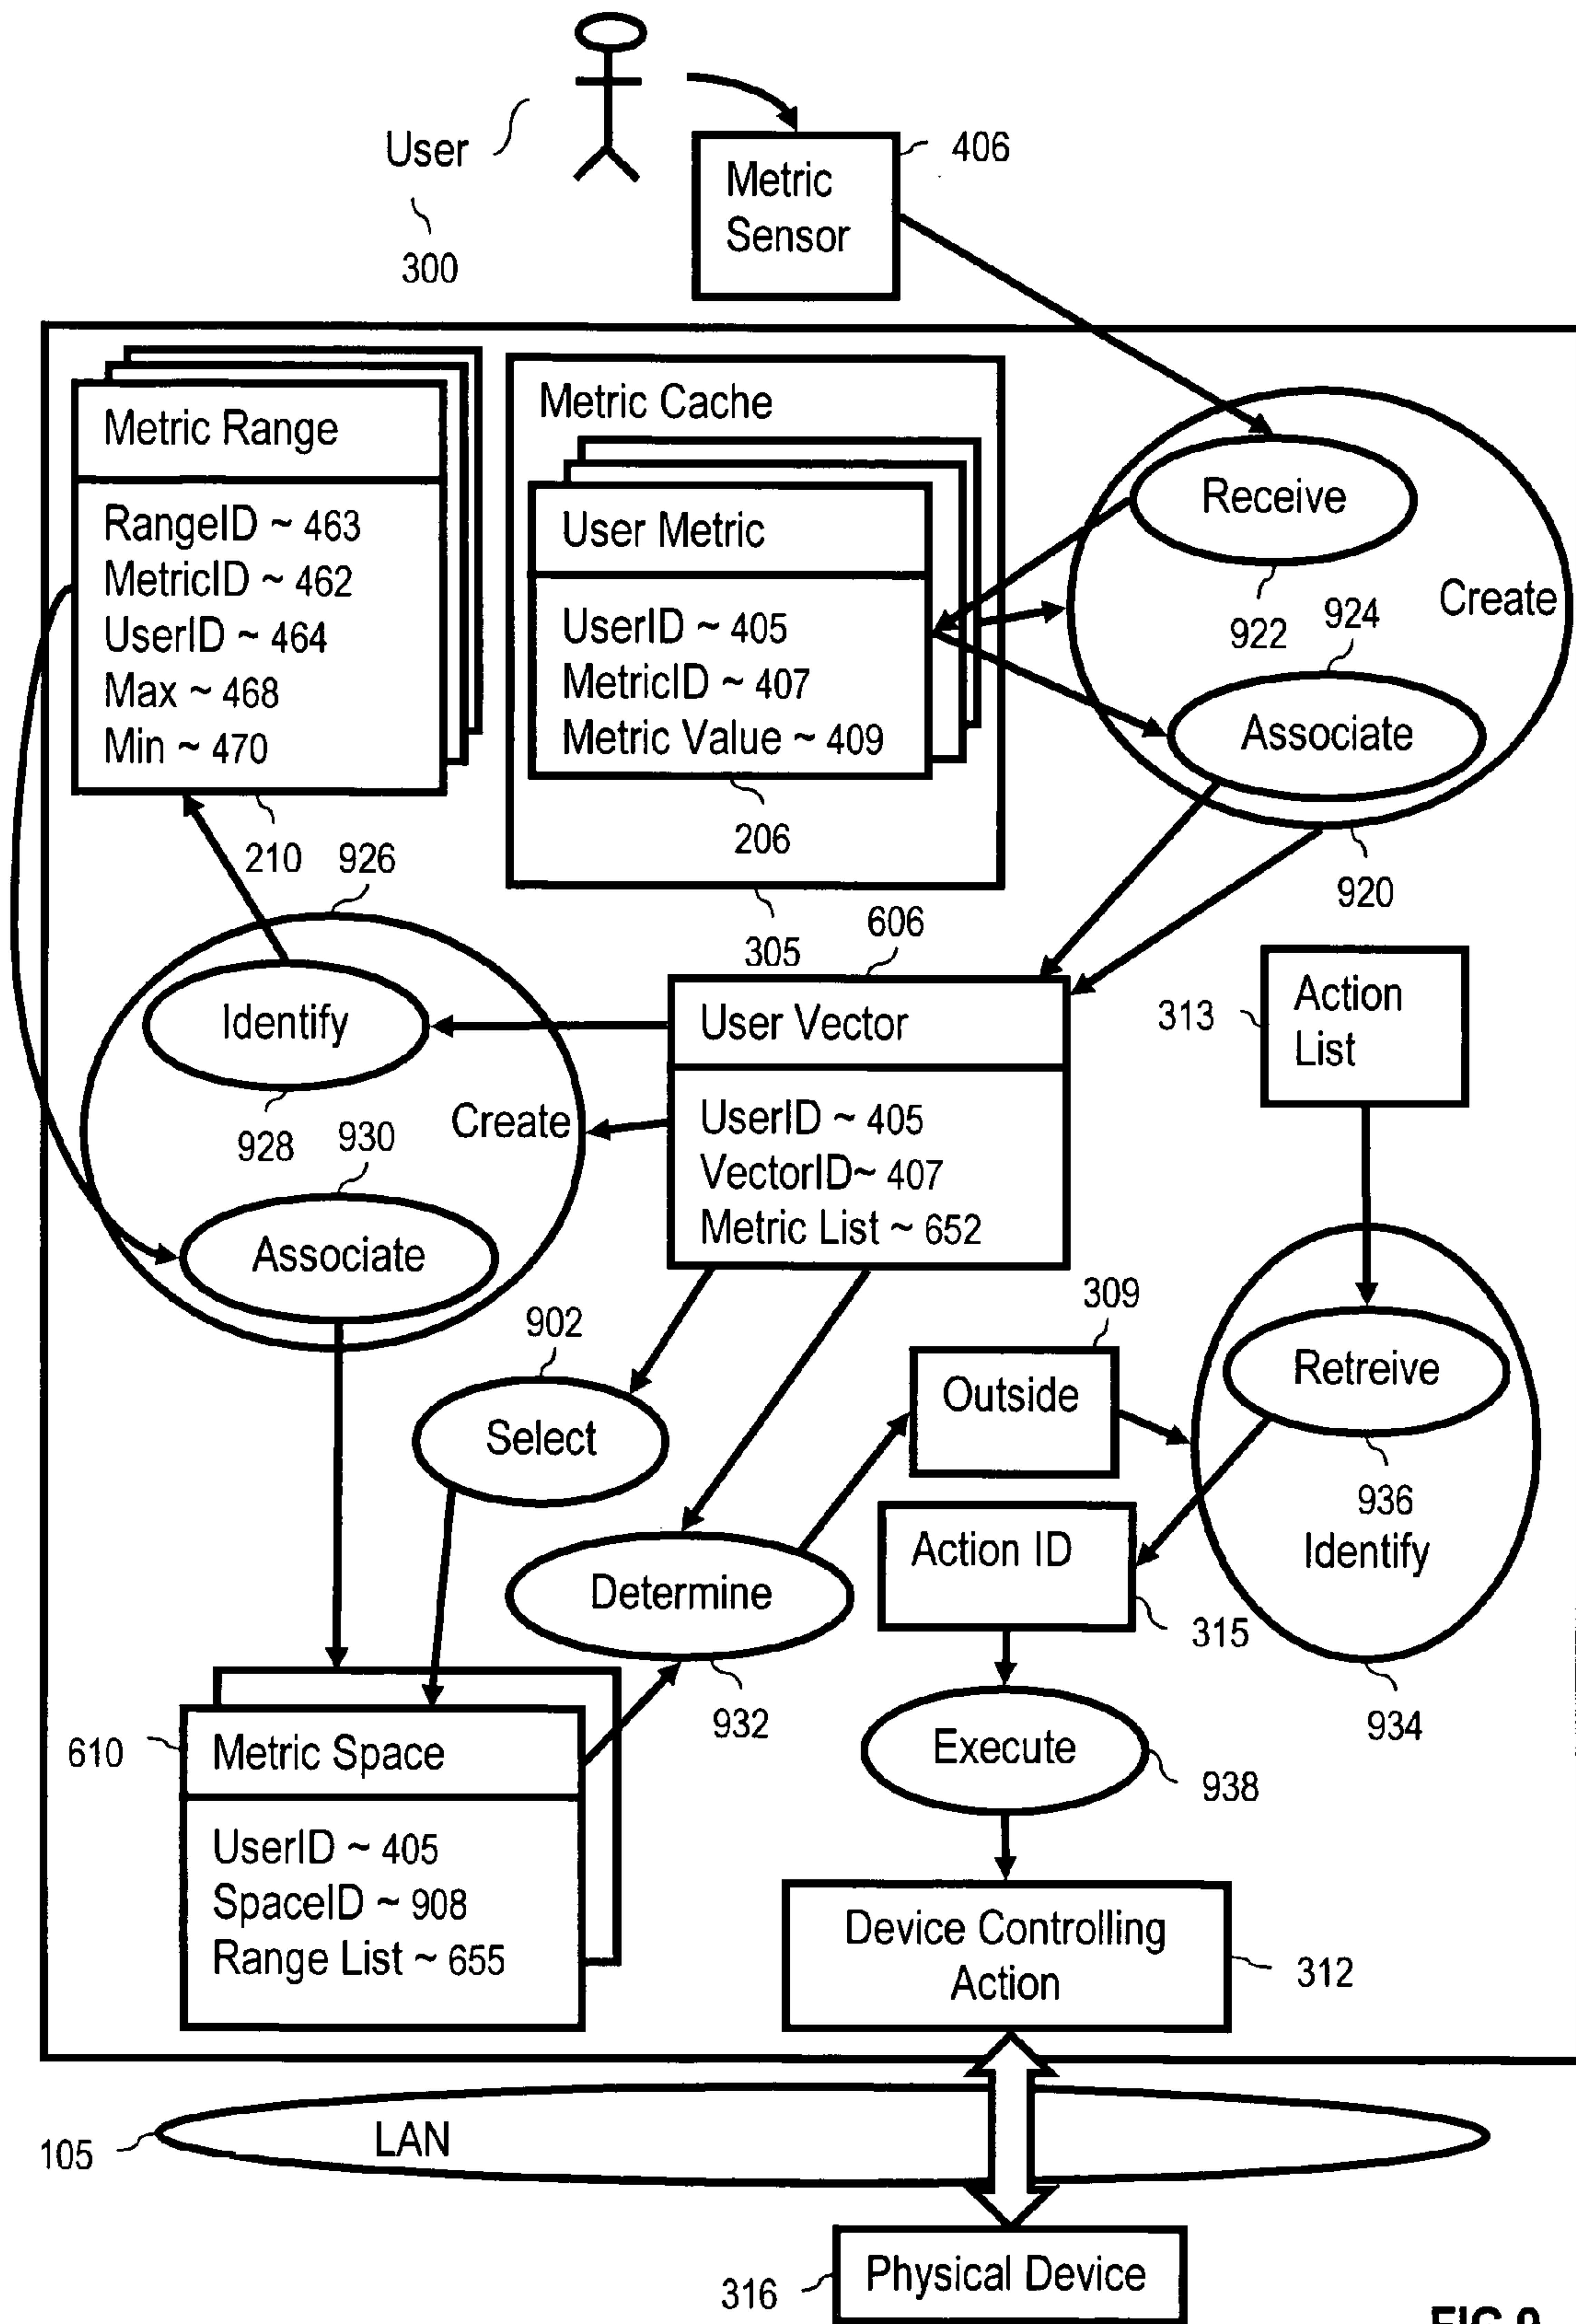 User
300
Metric
Sensor
406
Metric Range
RangeID ~ 463
MetricID ~ 462
UserID ~ 464
Max ~ 468
Min ~ 470
210
Metric Cache
User Metric
UserID ~ 405
MetricID ~ 407
Metric Value ~ 409
206
305
Receive
922
924
Create
Associate
920
926
Identify
928
930
Create
Associate
606
User Vector
UserID ~ 405
VectorID~ 407
Metric List ~ 652
313
Action
List
902
Select
309
Outside
Retreive
936
Identify
934
Determine
932
Action ID
315
610
Metric Space
UserID ~ 405
SpaceID ~ 908
Range List ~ 655
Execute
938
Device Controlling
Action
312
105
LAN
316
Physical Device
FIG 9